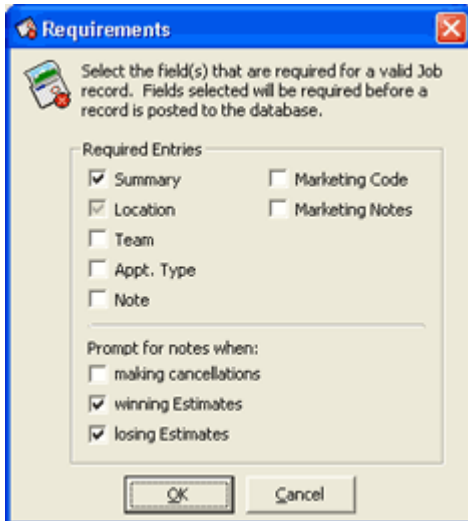 Requirements
Select the field(s) that are required for a valid Job
record. Fields selected will be required before a
record is posted to the database.
Required Entries
Summary
Marketing Code
Location
Marketing Notes
Team
Appt. Type
Note
Prompt for notes when:
making cancellations
winning Estimates
losing Estimates
OK
Cancel